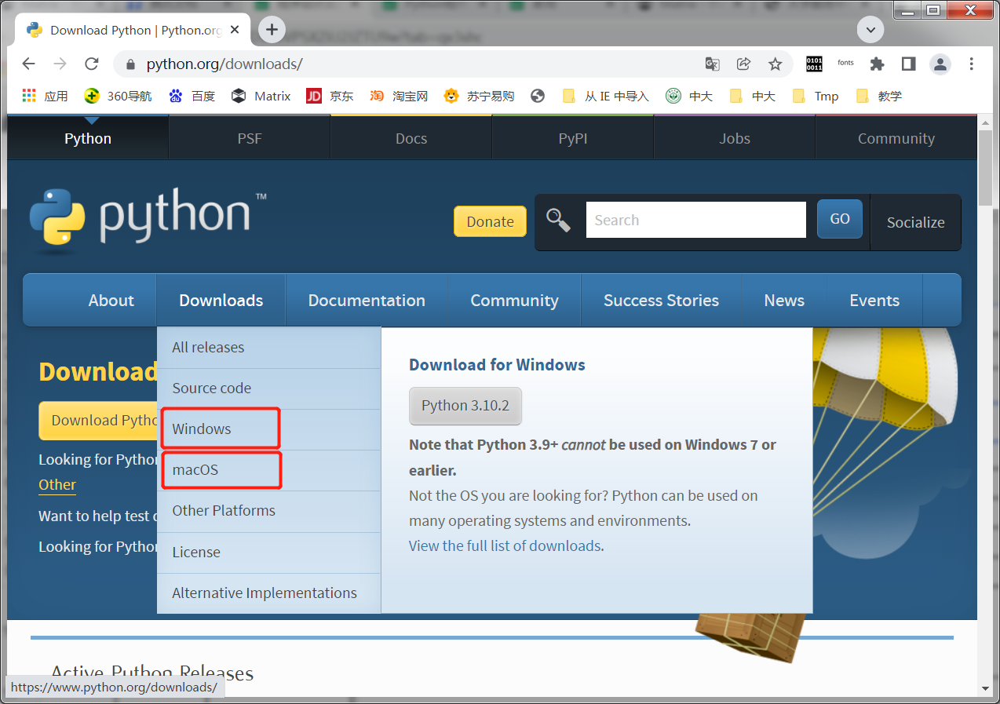 Download Python | Python.org
python.org/downloads/
0101
0011
fonts
应用
360导航
百度
Matrix
JD
京东
淘
淘宝网
苏宁易购
从 IE 中导入
中大
中大
Tmp
教学
Python
PSF
Docs
PyPI
Jobs
Community
python™
Donate
Search
GO
Socialize
About
Downloads
Documentation
Community
Success Stories
News
Events
Download
Download Pytho
Looking for Python
Other
Want to help test
Looking for Python
All releases
Source code
Windows
macOS
Other Platforms
License
Alternative Implementations
Download for Windows
Python 3.10.2
Note that Python 3.9+ cannot be used on Windows 7 or
earlier.
Not the OS you are looking for? Python can be used on
many operating systems and environments.
View the full list of downloads.
Active Python Releases
https://www.python.org/downloads/